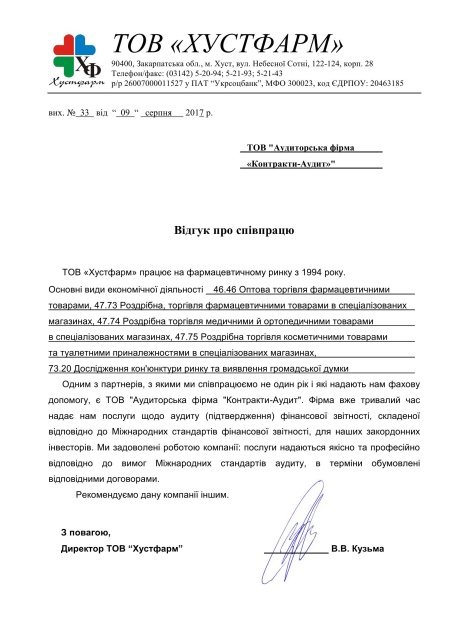 ХФ
Хустфарм
ТОВ «ХУСТФАРМ»
90400, Закарпатська обл., м. Хуст, вул. Небесної Сотні, 122-124, корп. 28
Телефон/факс: (03142) 5-20-94; 5-21-93; 5-21-43
р/р 26007000011527 у ПАТ “Укрсоцбанк”, МФО 300023, код ЄДРПОУ: 20463185
вих. №_33_ від “_09_“ _серпня___ 2017 р.
ТОВ "Аудиторська фірма
«Контракти-Аудит»"
Відгук про співпрацю
ТОВ «Хустфарм» працює на фармацевтичному ринку з 1994 року.
Основні види економічної діяльності 46.46 Оптова торгівля фармацевтичними
товарами, 47.73 Роздрібна, торгівля фармацевтичними товарами в спеціалізованих
магазинах, 47.74 Роздрібна торгівля медичними й ортопедичними товарами
в спеціалізованих магазинах, 47.75 Роздрібна торгівля косметичними товарами
та туалетними приналежностями в спеціалізованих магазинах,
73.20 Дослідження кон'юнктури ринку та виявлення громадської думки
Одним з партнерів, з якими ми співпрацюємо не один рік і які надають нам фахову
допомогу, є ТОВ "Аудиторська фірма "Контракти-Аудит". Фірма вже тривалий час
надає нам послуги щодо аудиту (підтвердження) фінансової звітності, складеної
відповідно до Міжнародних стандартів фінансової звітності, для наших закордонних
інвесторів. Ми задоволені роботою компанії: послуги надаються якісно та професійно
відповідно до вимог Міжнародних стандартів аудиту, в терміни обумовлені
відповідними договорами.
Рекомендуємо дану компанії іншим.
З повагою,
Директор ТОВ “Хустфарм” В.В. Кузьма